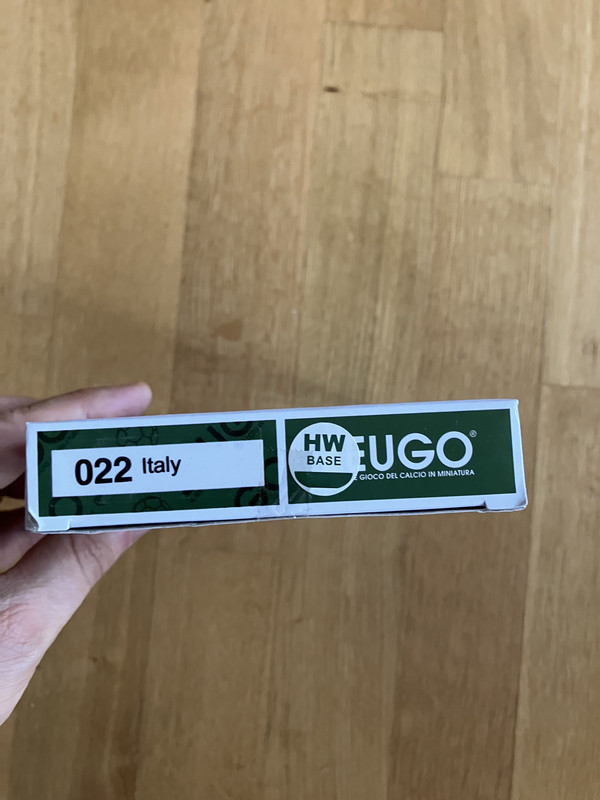 022 Italy
HW
BASE
EUGO®
E GIOCO DEL CALCIO IN MINIATURA